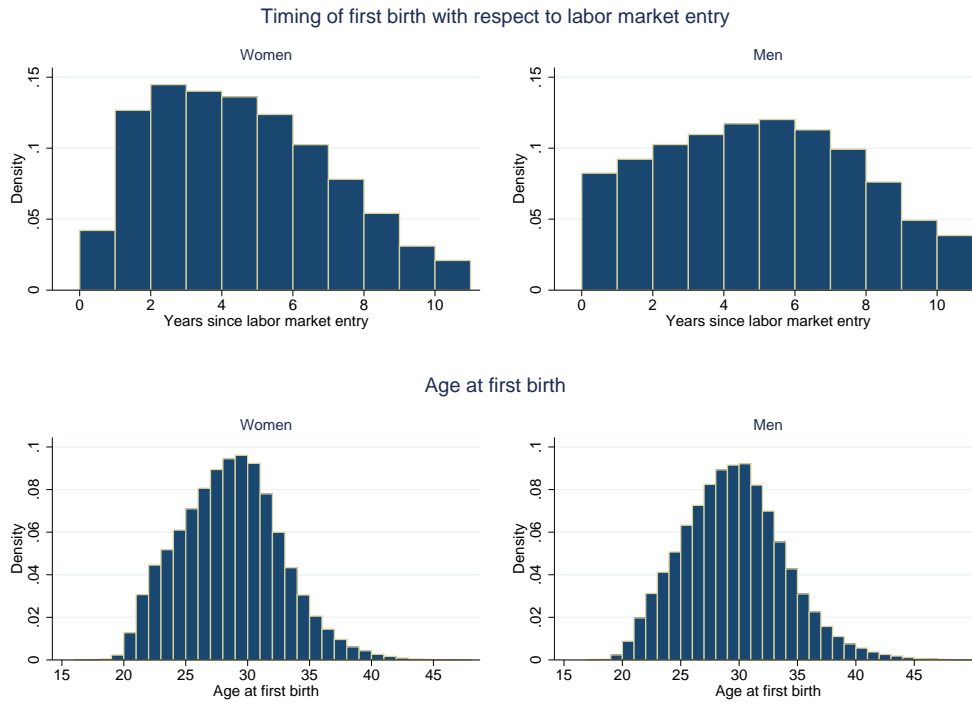 Timing of first birth with respect to labor market entry
Women
Men
.15
.1
.05
0
Density
0 2 4 6 8 10
Years since labor market entry
.15
.1
.05
0
Density
0 2 4 6 8 10
Years since labor market entry
Age at first birth
Women
Men
.1
.08
.06
.04
.02
0
Density
15 20 25 30 35 40 45
Age at first birth
.1
.08
.06
.04
.02
0
Density
15 20 25 30 35 40 45
Age at first birth